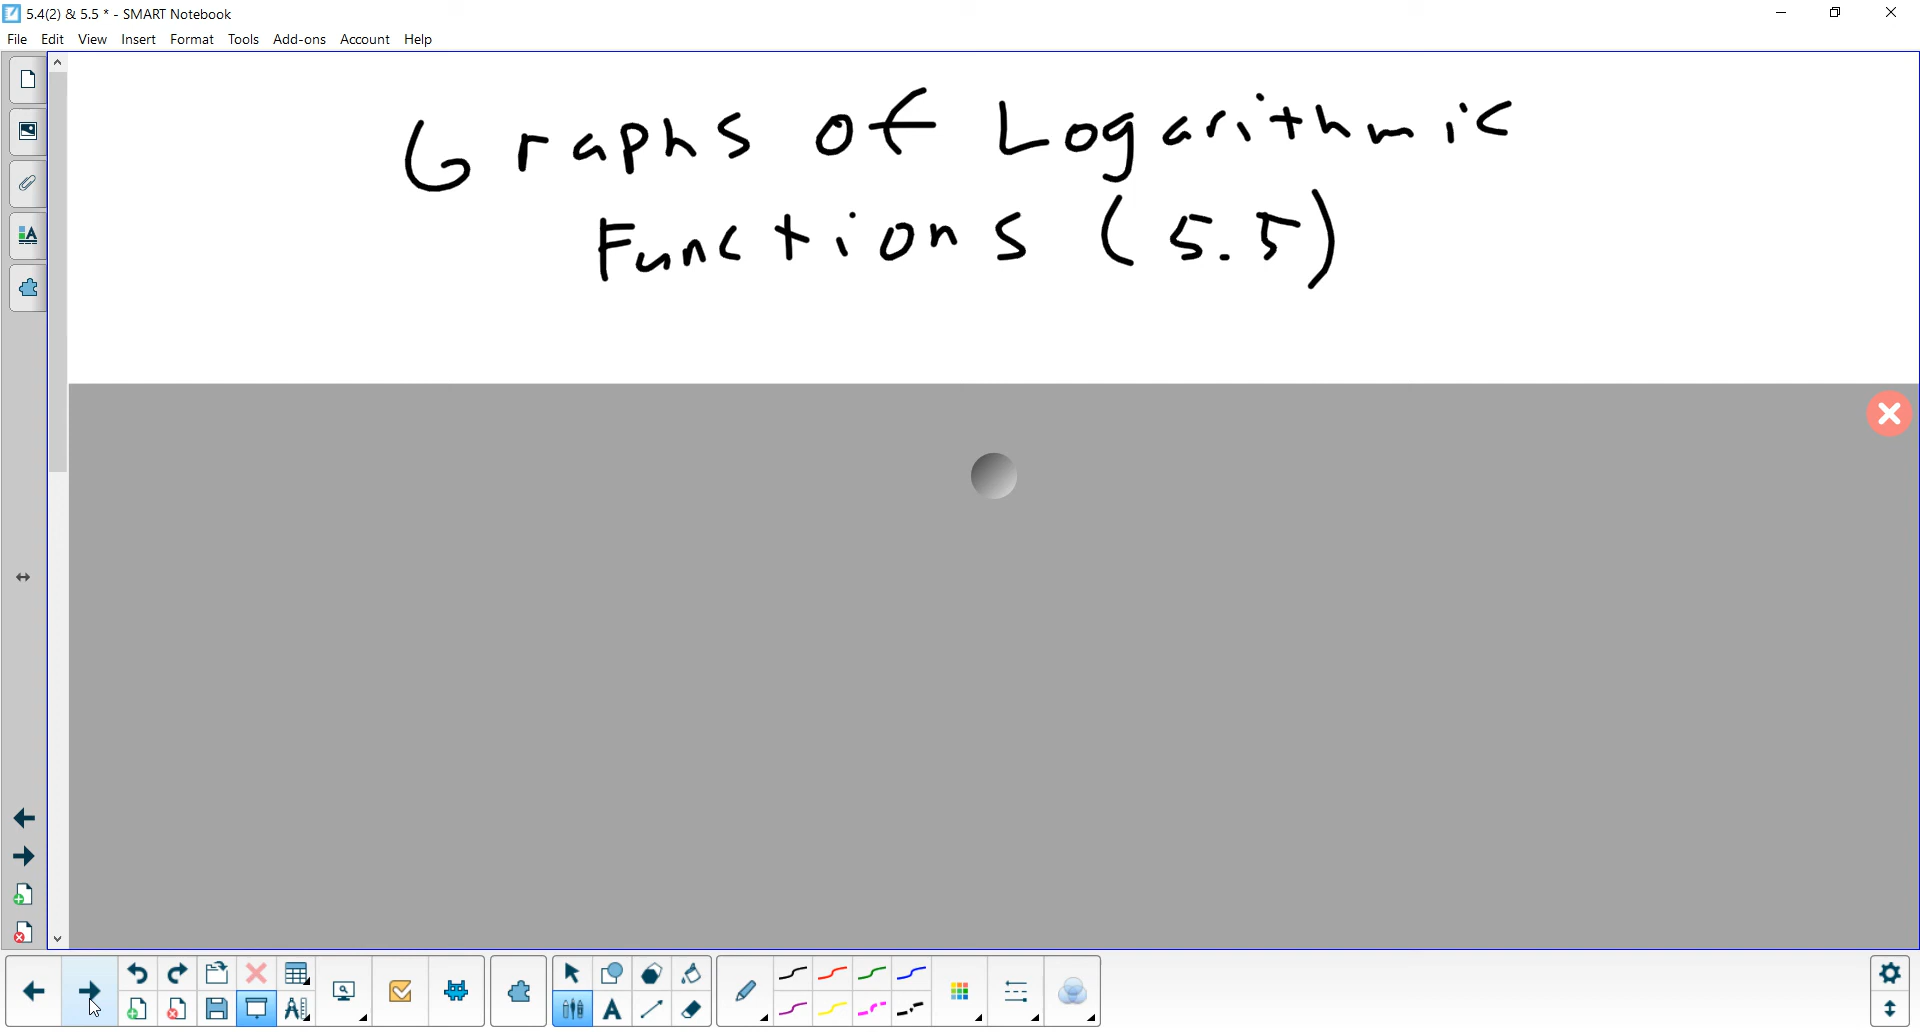 5.4(2) & 5.5 * - SMART Notebook
File Edit View Insert Format Tools Add-ons Account Help
Graphs of Logarithmic
Functions (5.5)